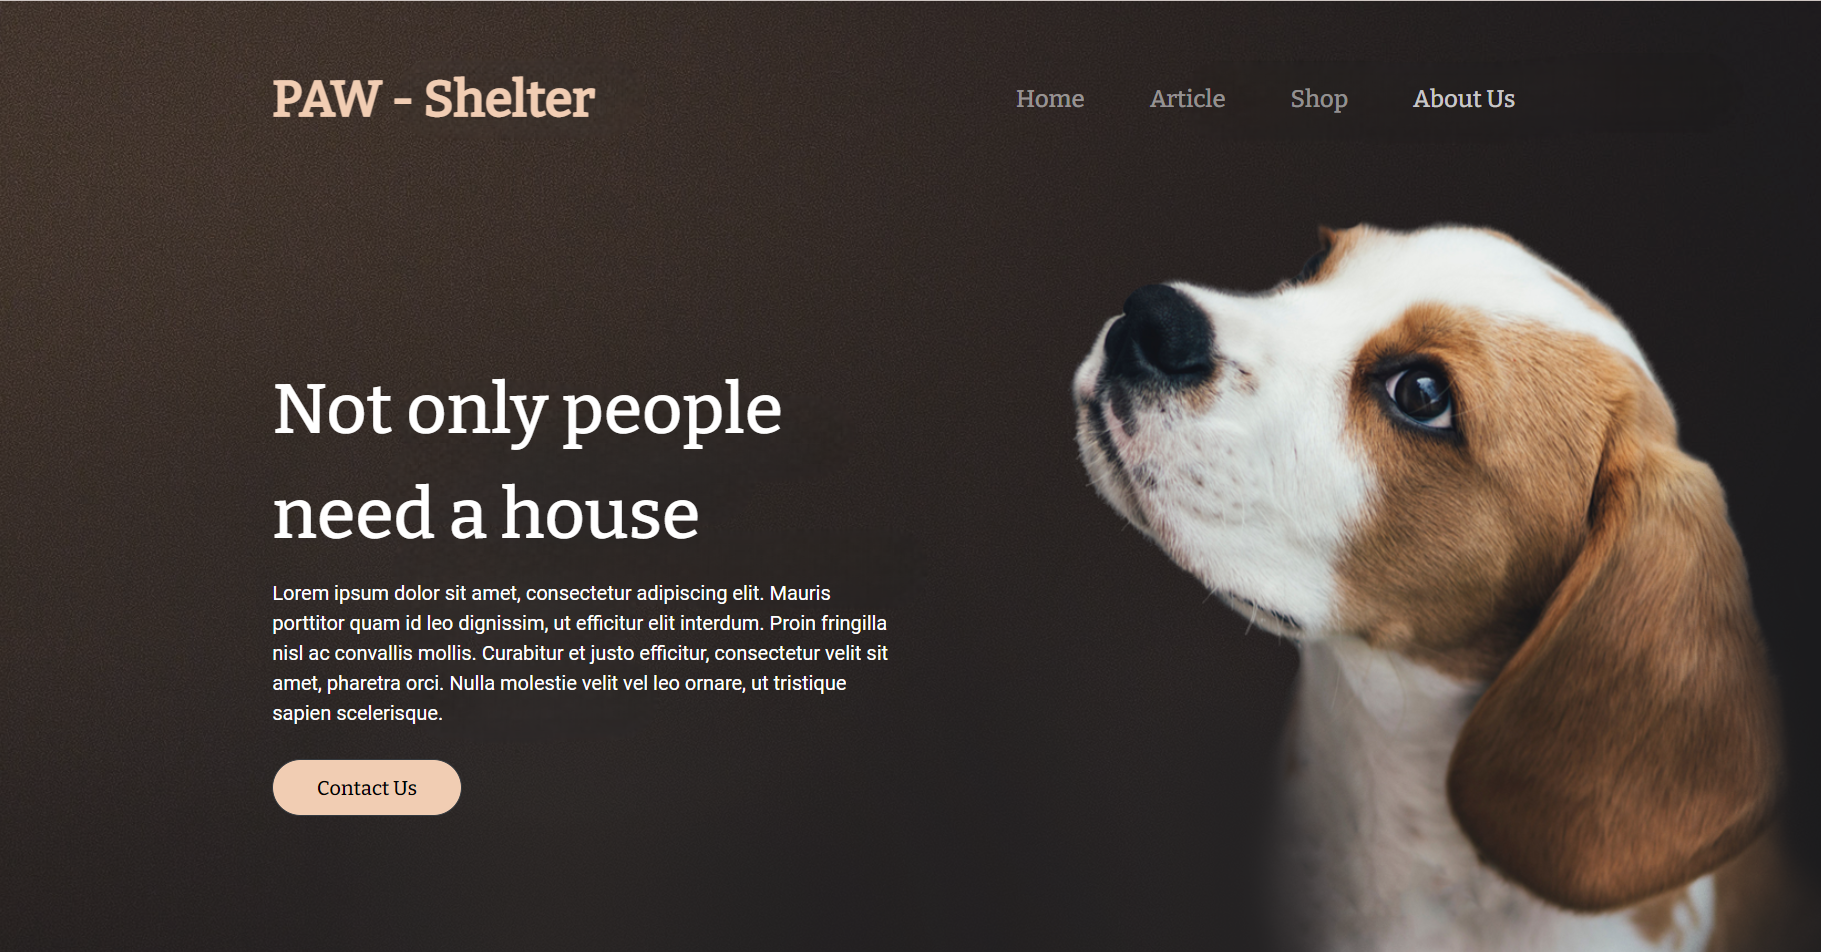 PAW - Shelter
Home Article Shop About Us
Not only people
need a house
Lorem ipsum dolor sit amet, consectetur adipiscing elit. Mauris
porttitor quam id leo dignissim, ut efficitur elit interdum. Proin fringilla
nisl ac convallis mollis. Curabitur et justo efficitur, consectetur velit sit
amet, pharetra orci. Nulla molestie velit vel leo ornare, ut tristique
sapien scelerisque.
Contact Us